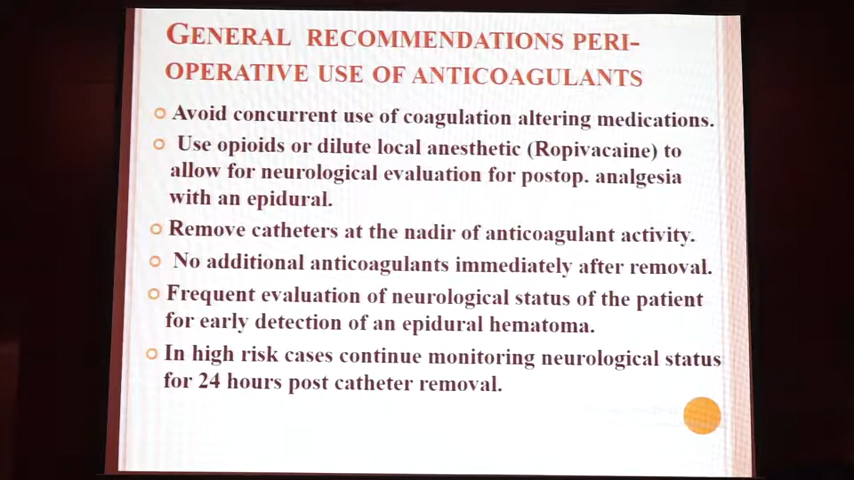 GENERAL RECOMMENDATIONS PERI-
OPERATIVE USE OF ANTICOAGULANTS
Avoid concurrent use of coagulation altering medications.
Use opioids or dilute local anesthetic (Ropivacaine) to
allow for neurological evaluation for postop. analgesia
with an epidural.
Remove catheters at the nadir of anticoagulant activity.
No additional anticoagulants immediately after removal.
Frequent evaluation of neurological status of the patient
for early detection of an epidural hematoma.
In high risk cases continue monitoring neurological status
for 24 hours post catheter removal.